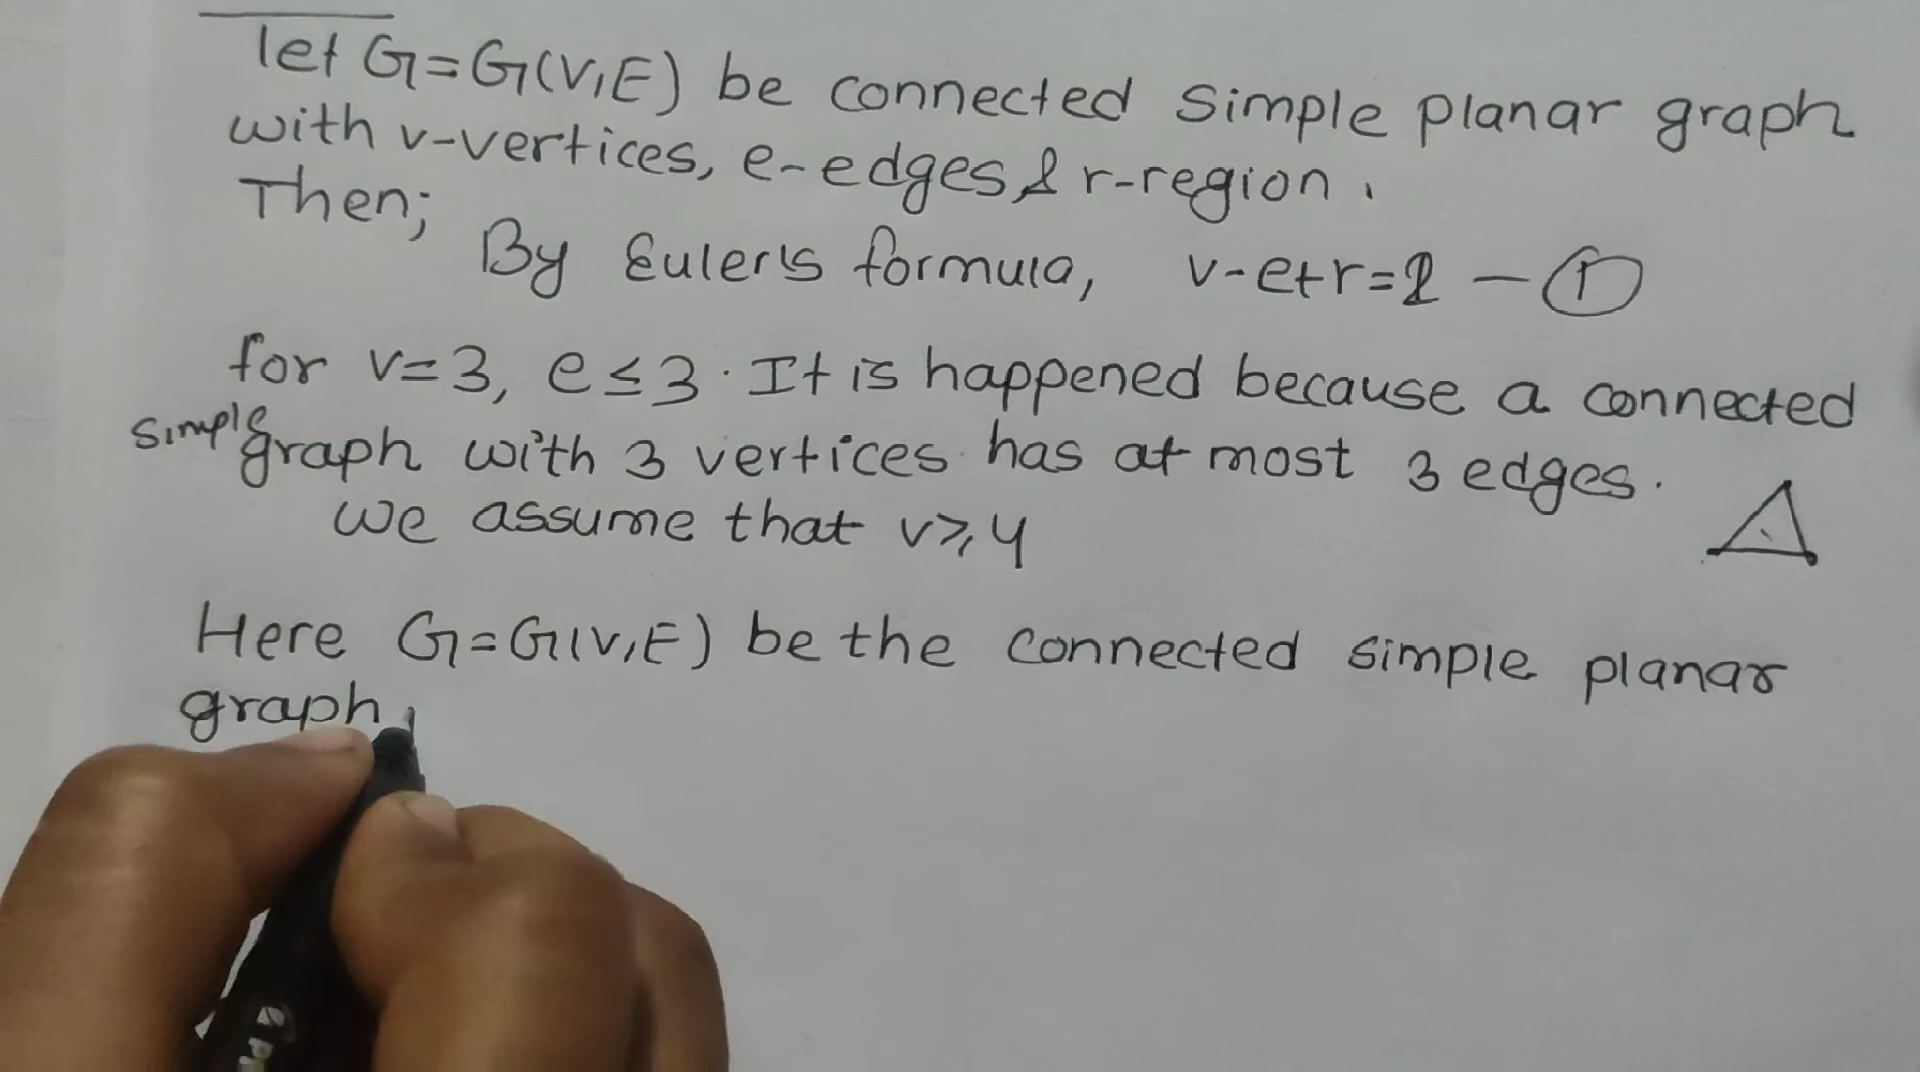 let G=G(V,E) be connected simple planar graph
with v-vertices, e-edges, & r-region.
Then;
By Euler's formula, v-e+r=2 — ①
for v=3, e≤3. It is happened because a connected
simple graph with 3 vertices has at most 3 edges.
we assume that v≥4
Here G=G(V,E) be the connected simple planar
graph,